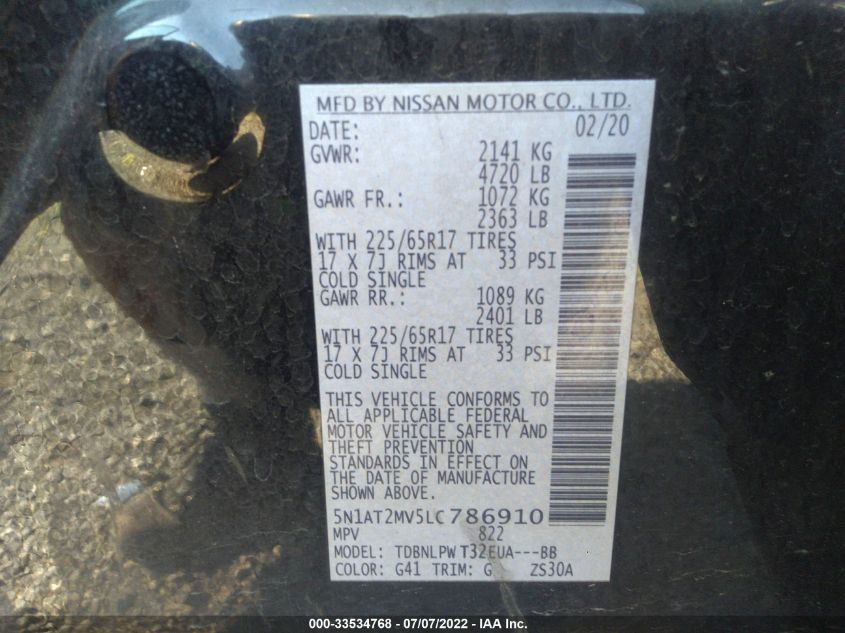 MFD BY NISSAN MOTOR CO., LTD.
DATE: 02/20
GVWR: 2141 KG
4720 LB
GAWR FR.: 1072 KG
2363 LB
WITH 225/65R17 TIRES
17 X 7J RIMS AT 33 PSI
COLD SINGLE
GAWR RR.: 1089 KG
2401 LB
WITH 225/65R17 TIRES
17 X 7J RIMS AT 33 PSI
COLD SINGLE
THIS VEHICLE CONFORMS TO
ALL APPLICABLE FEDERAL
MOTOR VEHICLE SAFETY AND
THEFT PREVENTION
STANDARDS IN EFFECT ON
THE DATE OF MANUFACTURE
SHOWN ABOVE.
5N1AT2MV5LC786910
MPV 822
MODEL: TDBNLPW T32EUA---BB
COLOR: G41 TRIM: G ZS30A
000-33534768 - 07/07/2022 - IAA Inc.